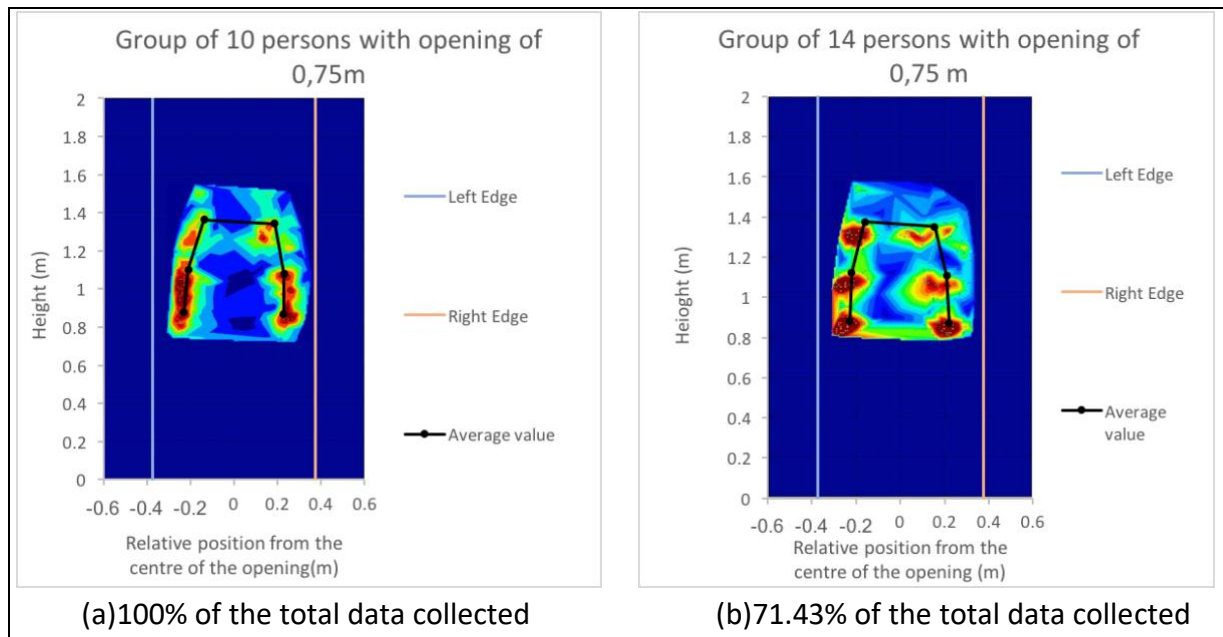 Group of 10 persons with opening of
0,75m
2
1.8
1.6
1.4
1.2
1
0.8
0.6
0.4
0.2
0
Height (m)
-0.6 -0.4 -0.2 0 0.2 0.4 0.6
Relative position from the
centre of the opening(m)
Left Edge
Right Edge
Average value
(a)100% of the total data collected
Group of 14 persons with opening of
0,75 m
2
1.8
1.6
1.4
1.2
1
0.8
0.6
0.4
0.2
0
Heioght (m)
-0.6 -0.4 -0.2 0 0.2 0.4 0.6
Relative position from the
centre of the opening (m)
Left Edge
Right Edge
Average
value
(b)71.43% of the total data collected